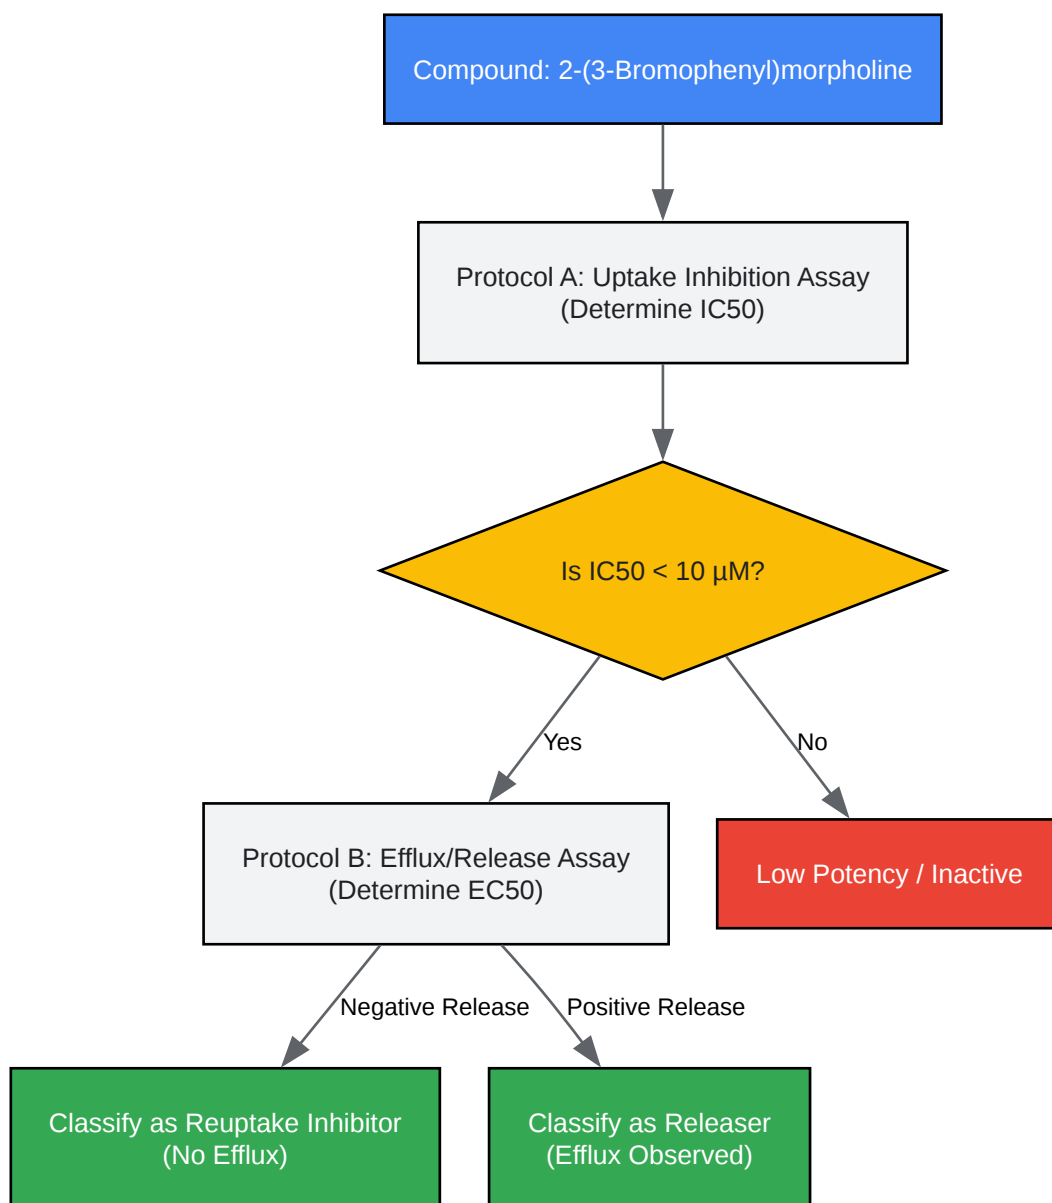 Compound: 2-(3-Bromophenyl)morpholine
Protocol A: Uptake Inhibition Assay
(Determine IC50)
Is IC50 < 10 µM?
Yes
No
Protocol B: Efflux/Release Assay
(Determine EC50)
Low Potency / Inactive
Negative Release
Positive Release
Classify as Reuptake Inhibitor
(No Efflux)
Classify as Releaser
(Efflux Observed)